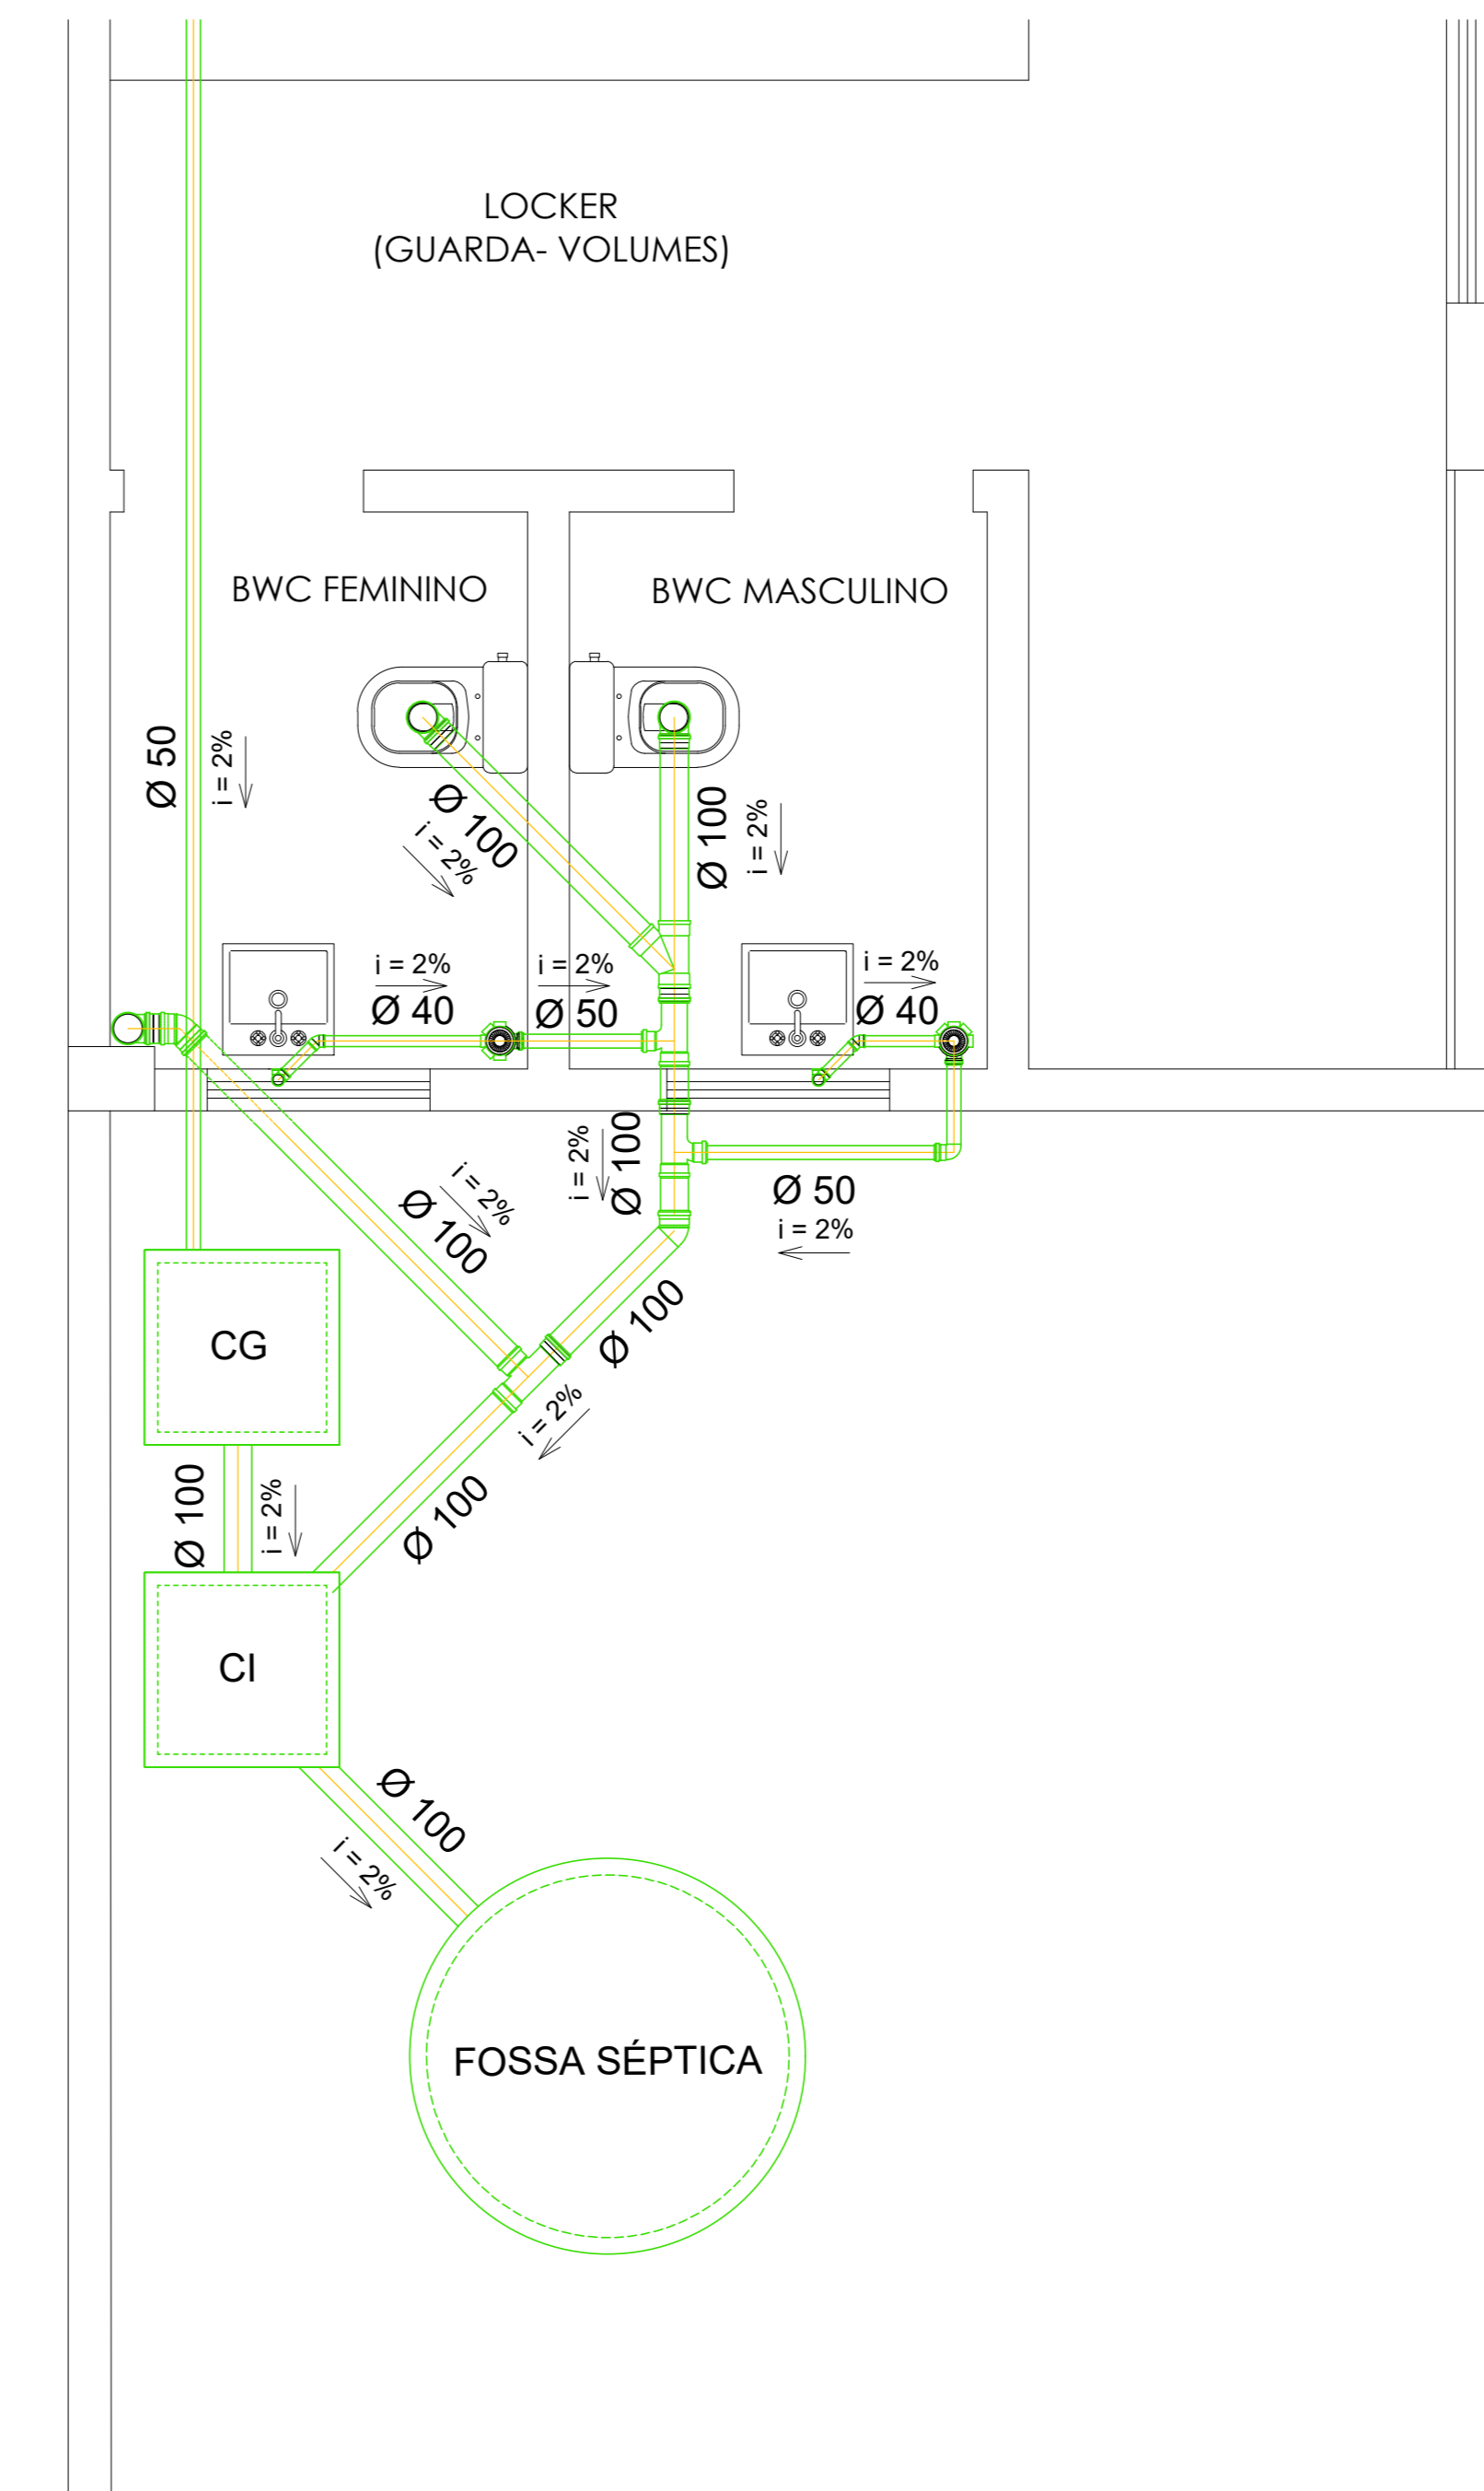 LOCKER
(GUARDA- VOLUMES)
BWC FEMININO
BWC MASCULINO
Ø 50
i = 2%
Ø 100
i = 2%
Ø 100
i = 2%
i = 2%
Ø 40
i = 2%
Ø 50
i = 2%
Ø 40
i = 2%
Ø 100
i = 2%
Ø 100
Ø 50
i = 2%
Ø 100
CG
i = 2%
Ø 100
i = 2%
Ø 100
CI
Ø 100
i = 2%
FOSSA SÉPTICA